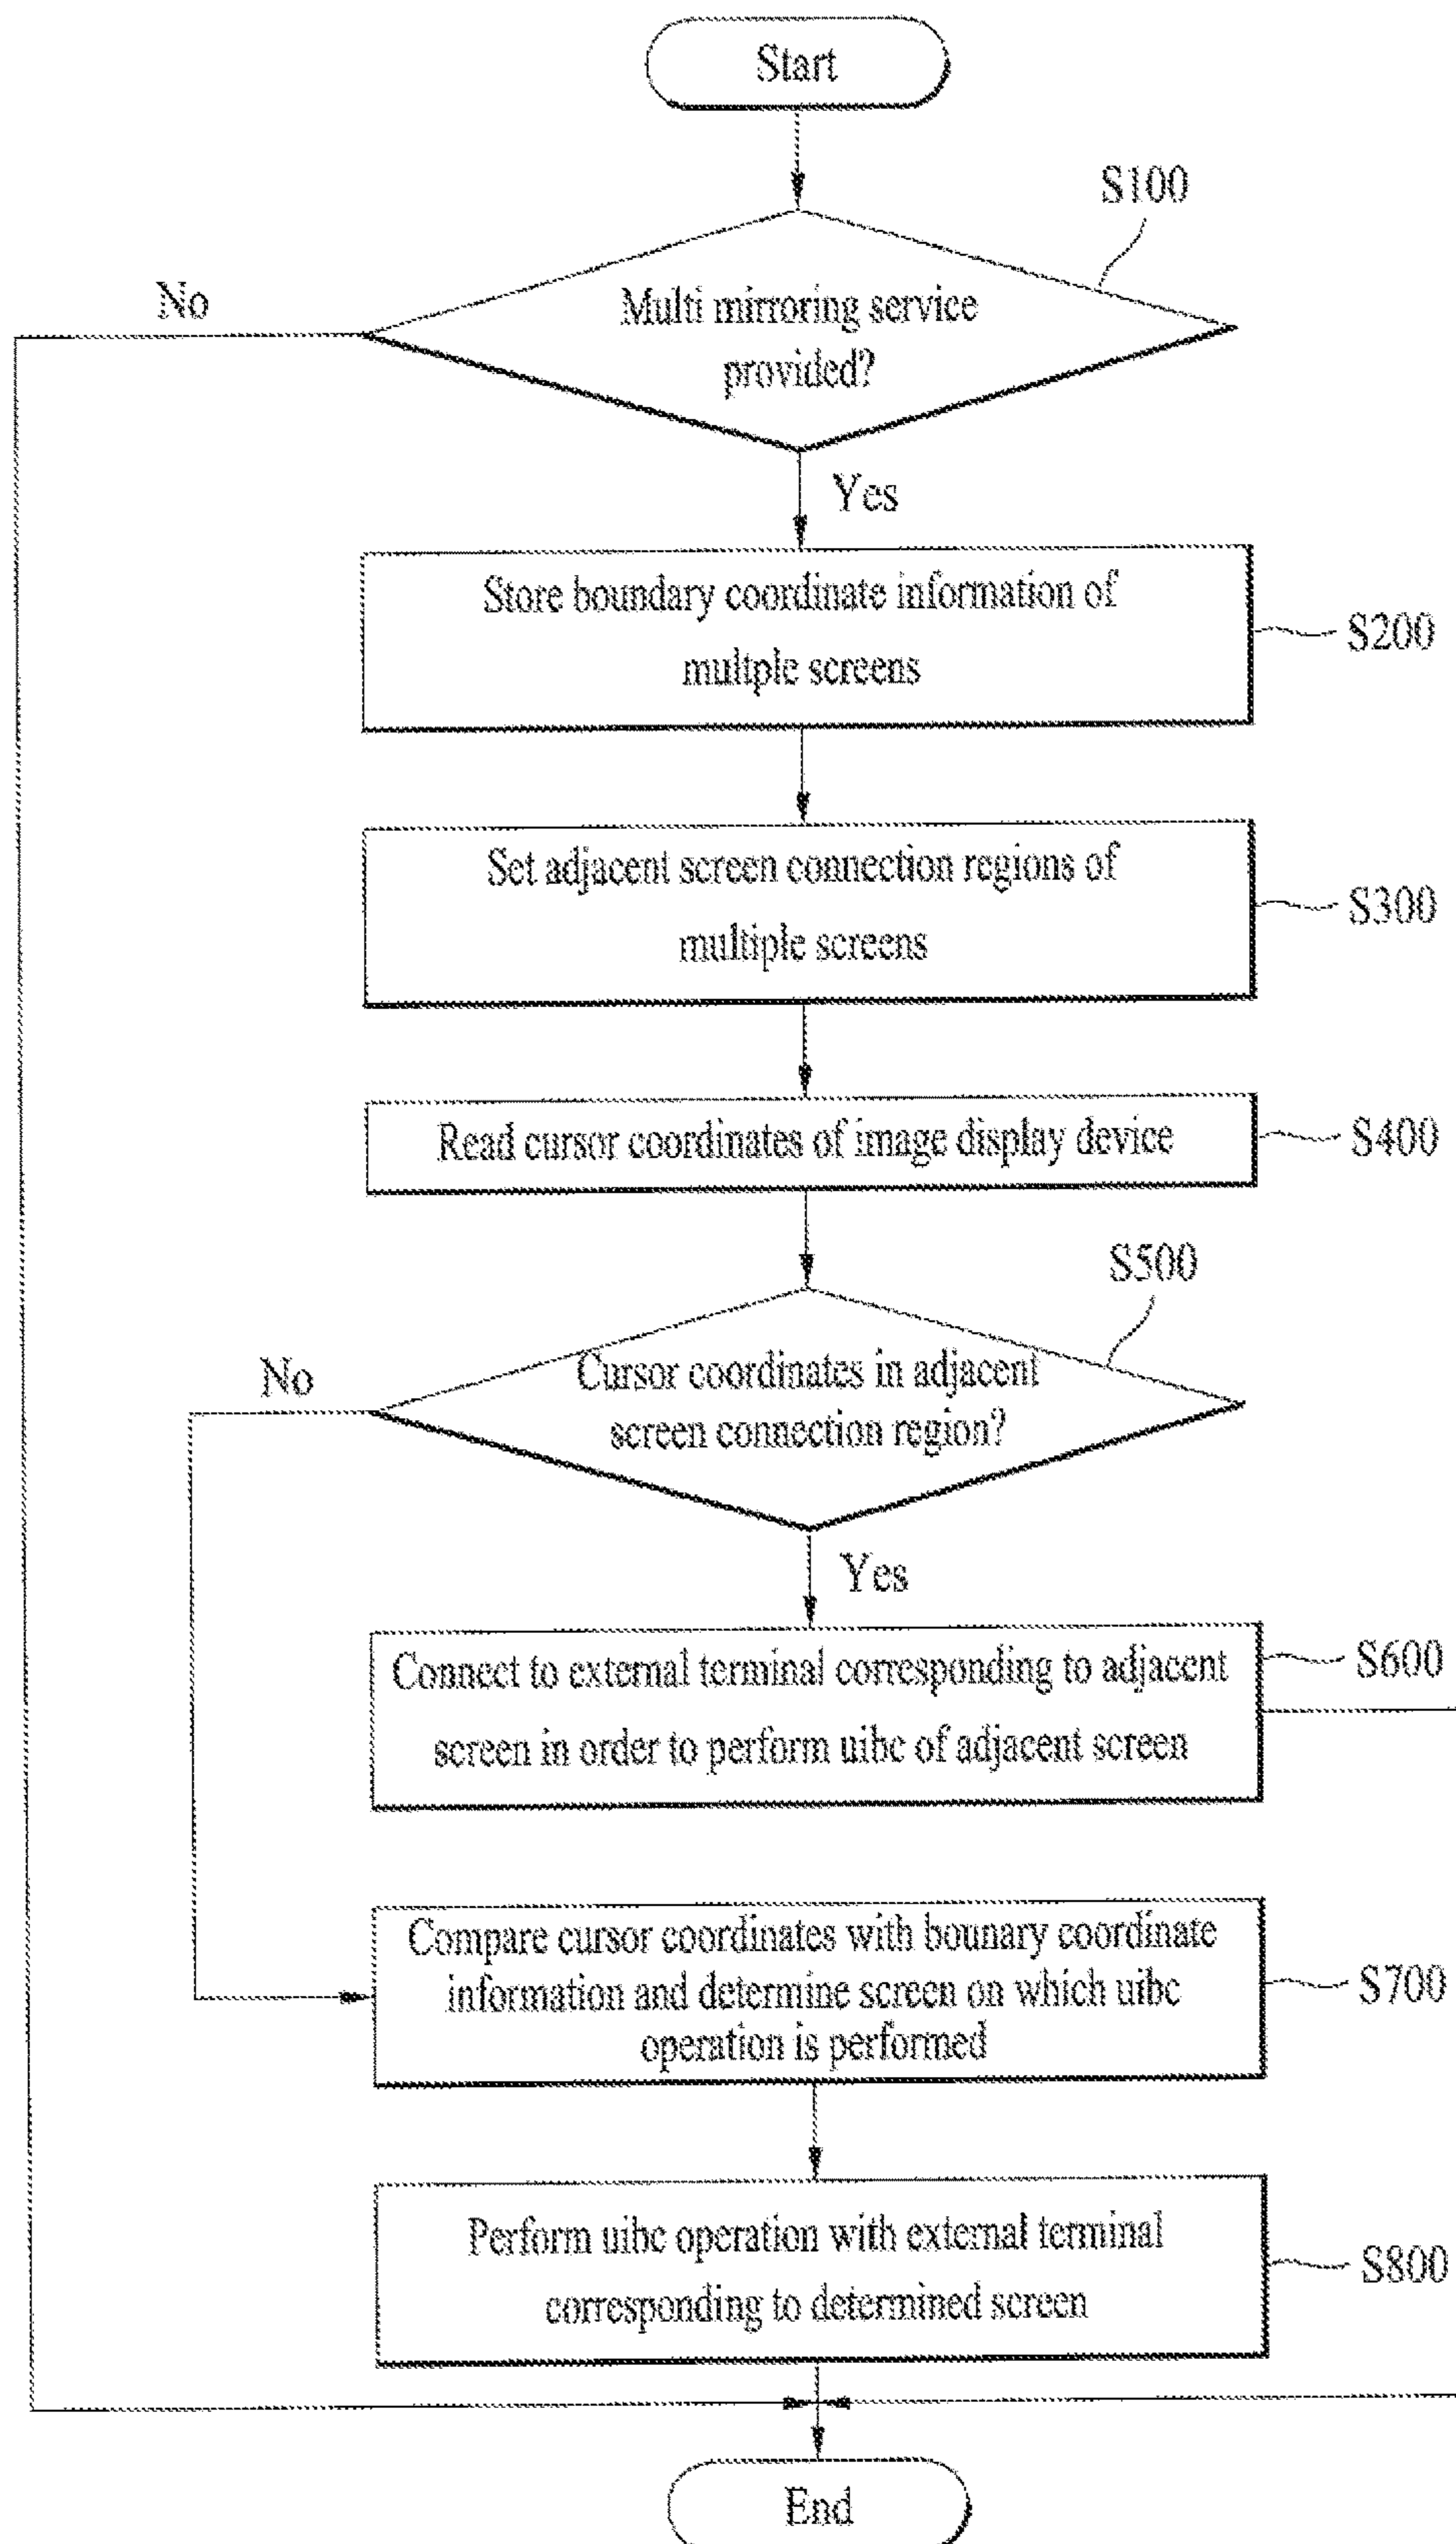 Start
S100
No
Multi mirroring service
provided?
Yes
Store boundary coordinate information of
multple screens
S200
Set adjacent screen connection regions of
multiple screens
S300
Read cursor coordinates of image display device
S400
S500
No
Cursor coordinates in adjacent
screen connection region?
Yes
Connect to external terminal corresponding to adjacent
screen in order to perform uibc of adjacent screen
S600
Compare cursor coordinates with bounary coordinate
information and determine screen on which uibc
operation is performed
S700
Perform uibc operation with external terminal
corresponding to determined screen
S800
End